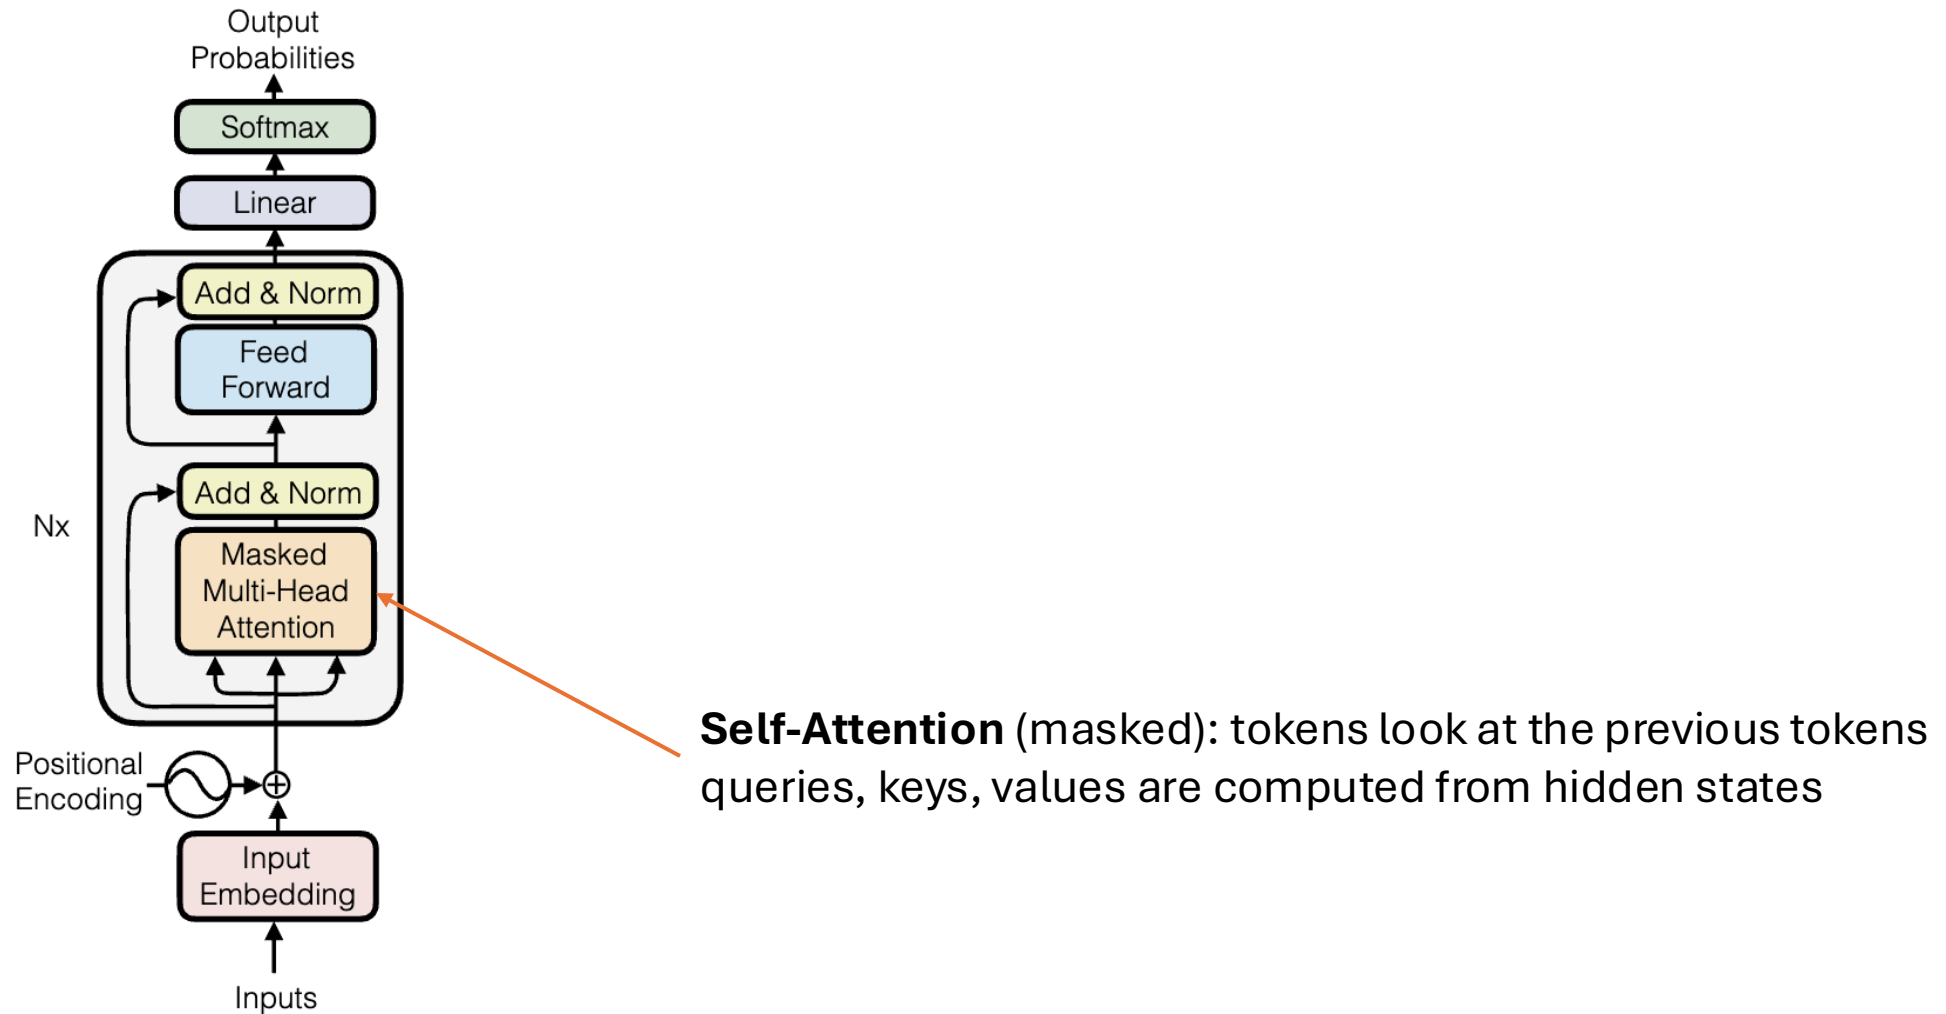 Output
Probabilities
Softmax
Linear
Add & Norm
Feed
Forward
Add & Norm
Nx
Masked
Multi-Head
Attention
Self-Attention (masked): tokens look at the previous tokens
queries, keys, values are computed from hidden states
Positional
Encoding
Input
Embedding
Inputs